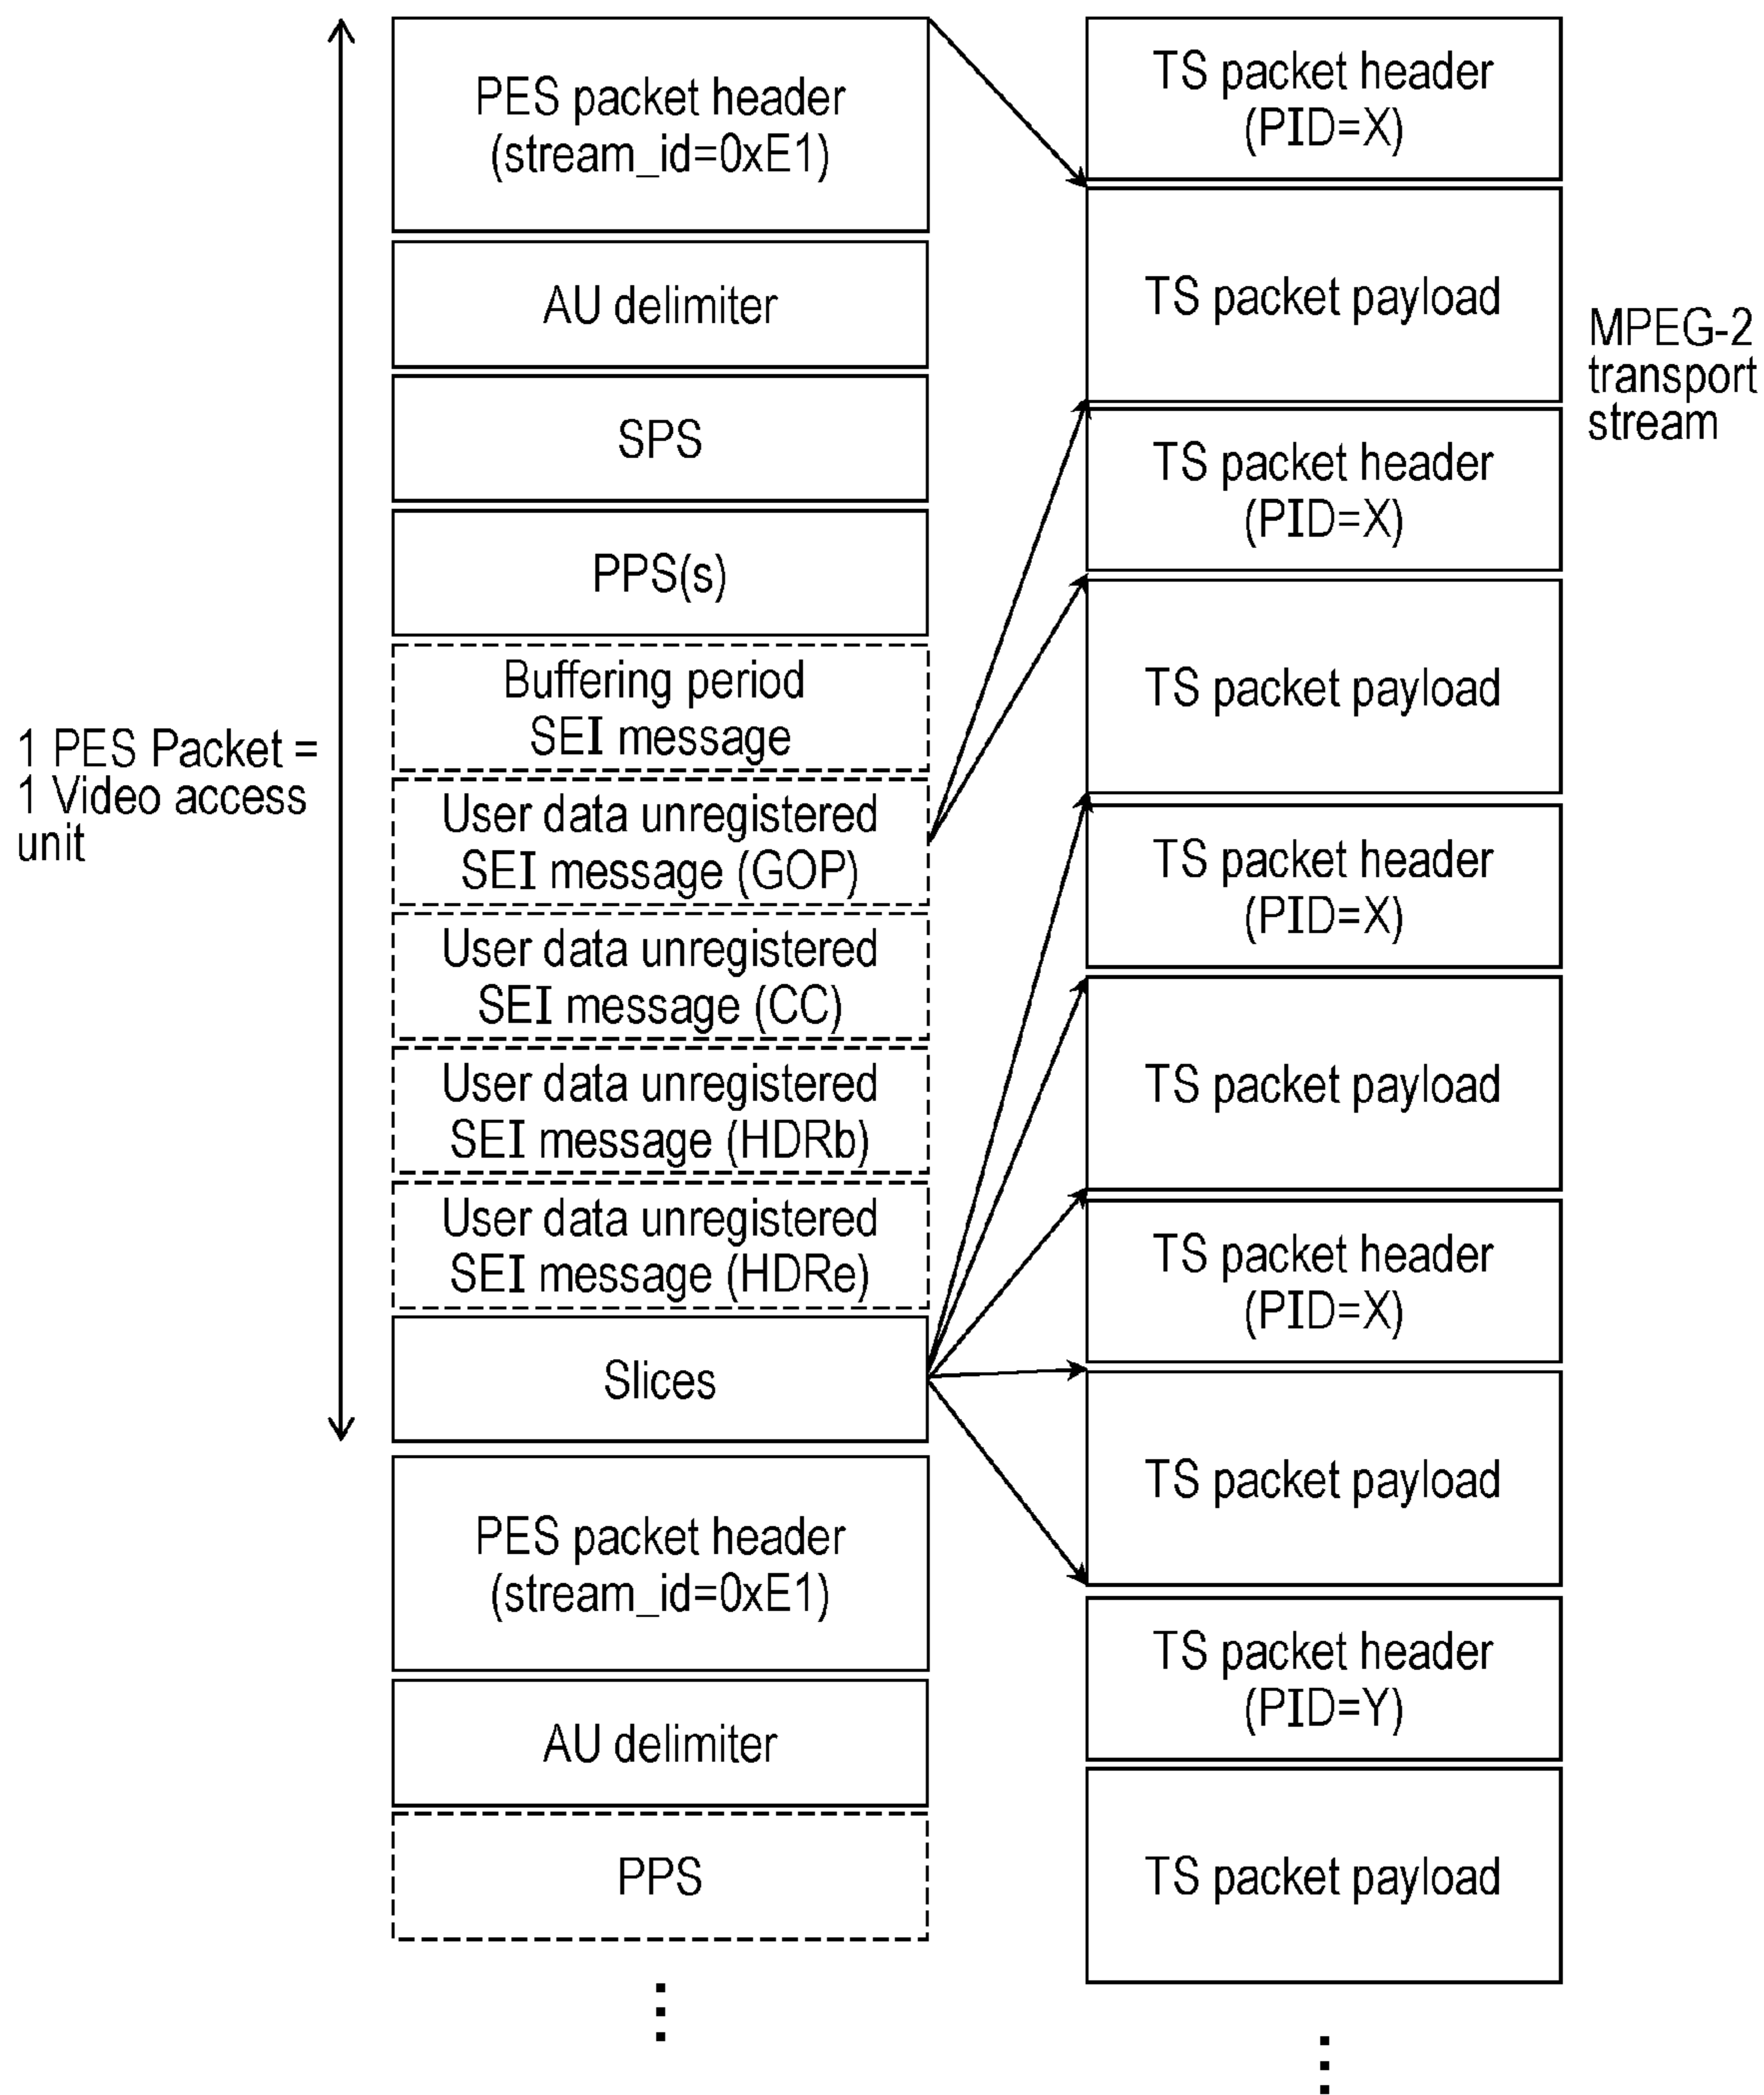 1 PES Packet =
1 Video access
unit
PES packet header
(stream_id=0xE1)
AU delimiter
SPS
PPS(s)
Buffering period
SEI message
User data unregistered
SEI message (GOP)
User data unregistered
SEI message (CC)
User data unregistered
SEI message (HDRb)
User data unregistered
SEI message (HDRe)
Slices
PES packet header
(stream_id=0xE1)
AU delimiter
PPS
TS packet header
(PID=X)
TS packet payload
TS packet header
(PID=X)
TS packet payload
TS packet header
(PID=X)
TS packet payload
TS packet header
(PID=X)
TS packet payload
TS packet header
(PID=Y)
TS packet payload
MPEG-2
transport
stream